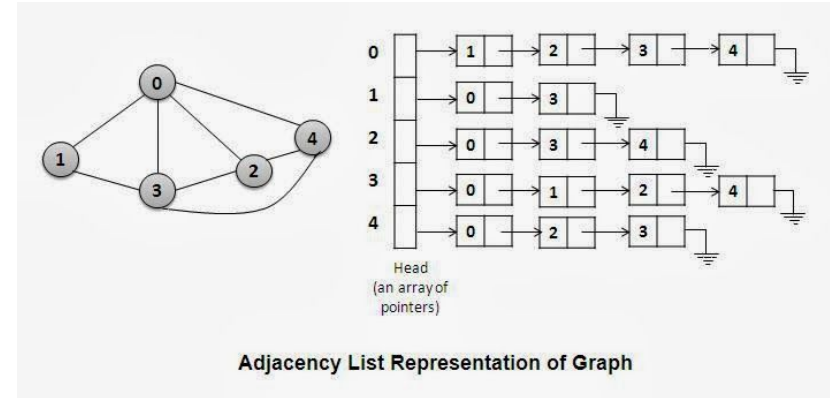 0
1
2
3
4
0 1 2 3 4
1 0 3
2 0 3 4
3 0 1 2 4
4 0 2 3
Head
(an array of
pointers)
Adjacency List Representation of Graph